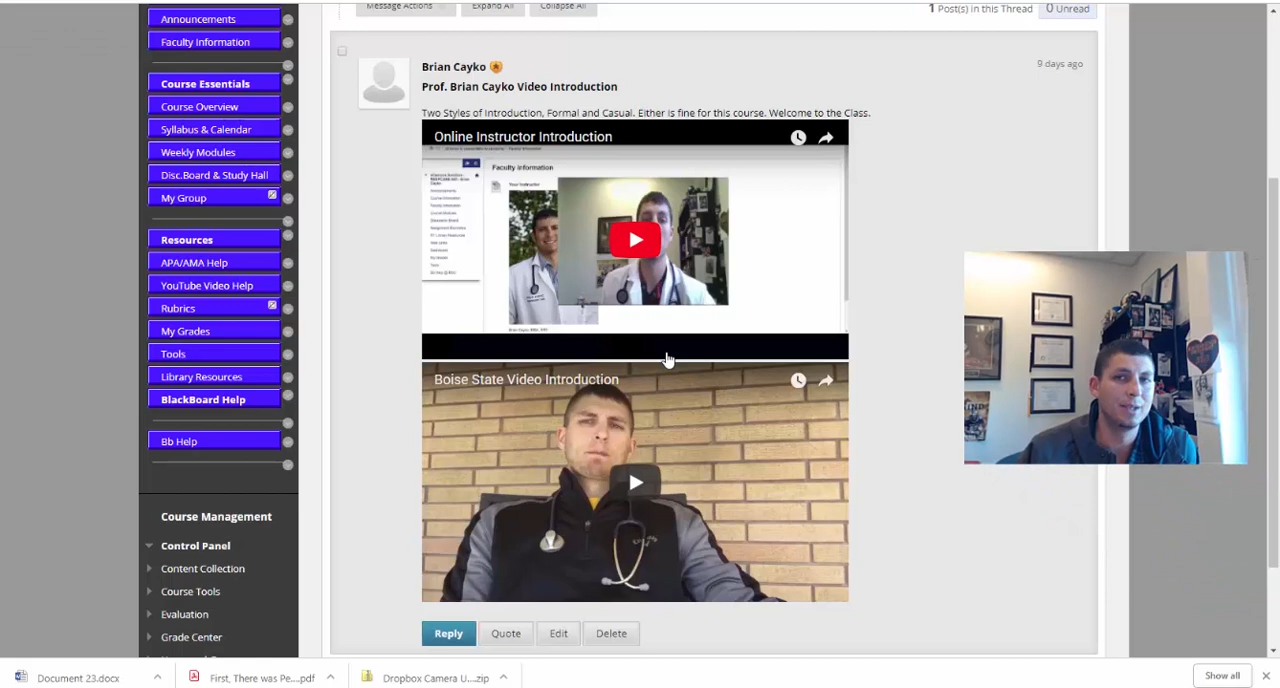 Announcements
Faculty Information
Course Essentials
Course Overview
Syllabus & Calendar
Weekly Modules
Disc.Board & Study Hall
My Group
Resources
APA/AMA Help
YouTube Video Help
Rubrics
My Grades
Tools
Library Resources
BlackBoard Help
Bb Help
Course Management
Control Panel
Content Collection
Course Tools
Evaluation
Grade Center
Message Actions
Expand All
Collapse All
1 Post(s) in this Thread
0 Unread
Brian Cayko
9 days ago
Prof. Brian Cayko Video Introduction
Two Styles of Introduction, Formal and Casual. Either is fine for this course. Welcome to the Class.
Online Instructor Introduction
Faculty Information
Your Instructor
Boise State Video Introduction
Reply
Quote
Edit
Delete
Document 23.docx
First, There was Pe....pdf
Dropbox Camera U....zip
Show all